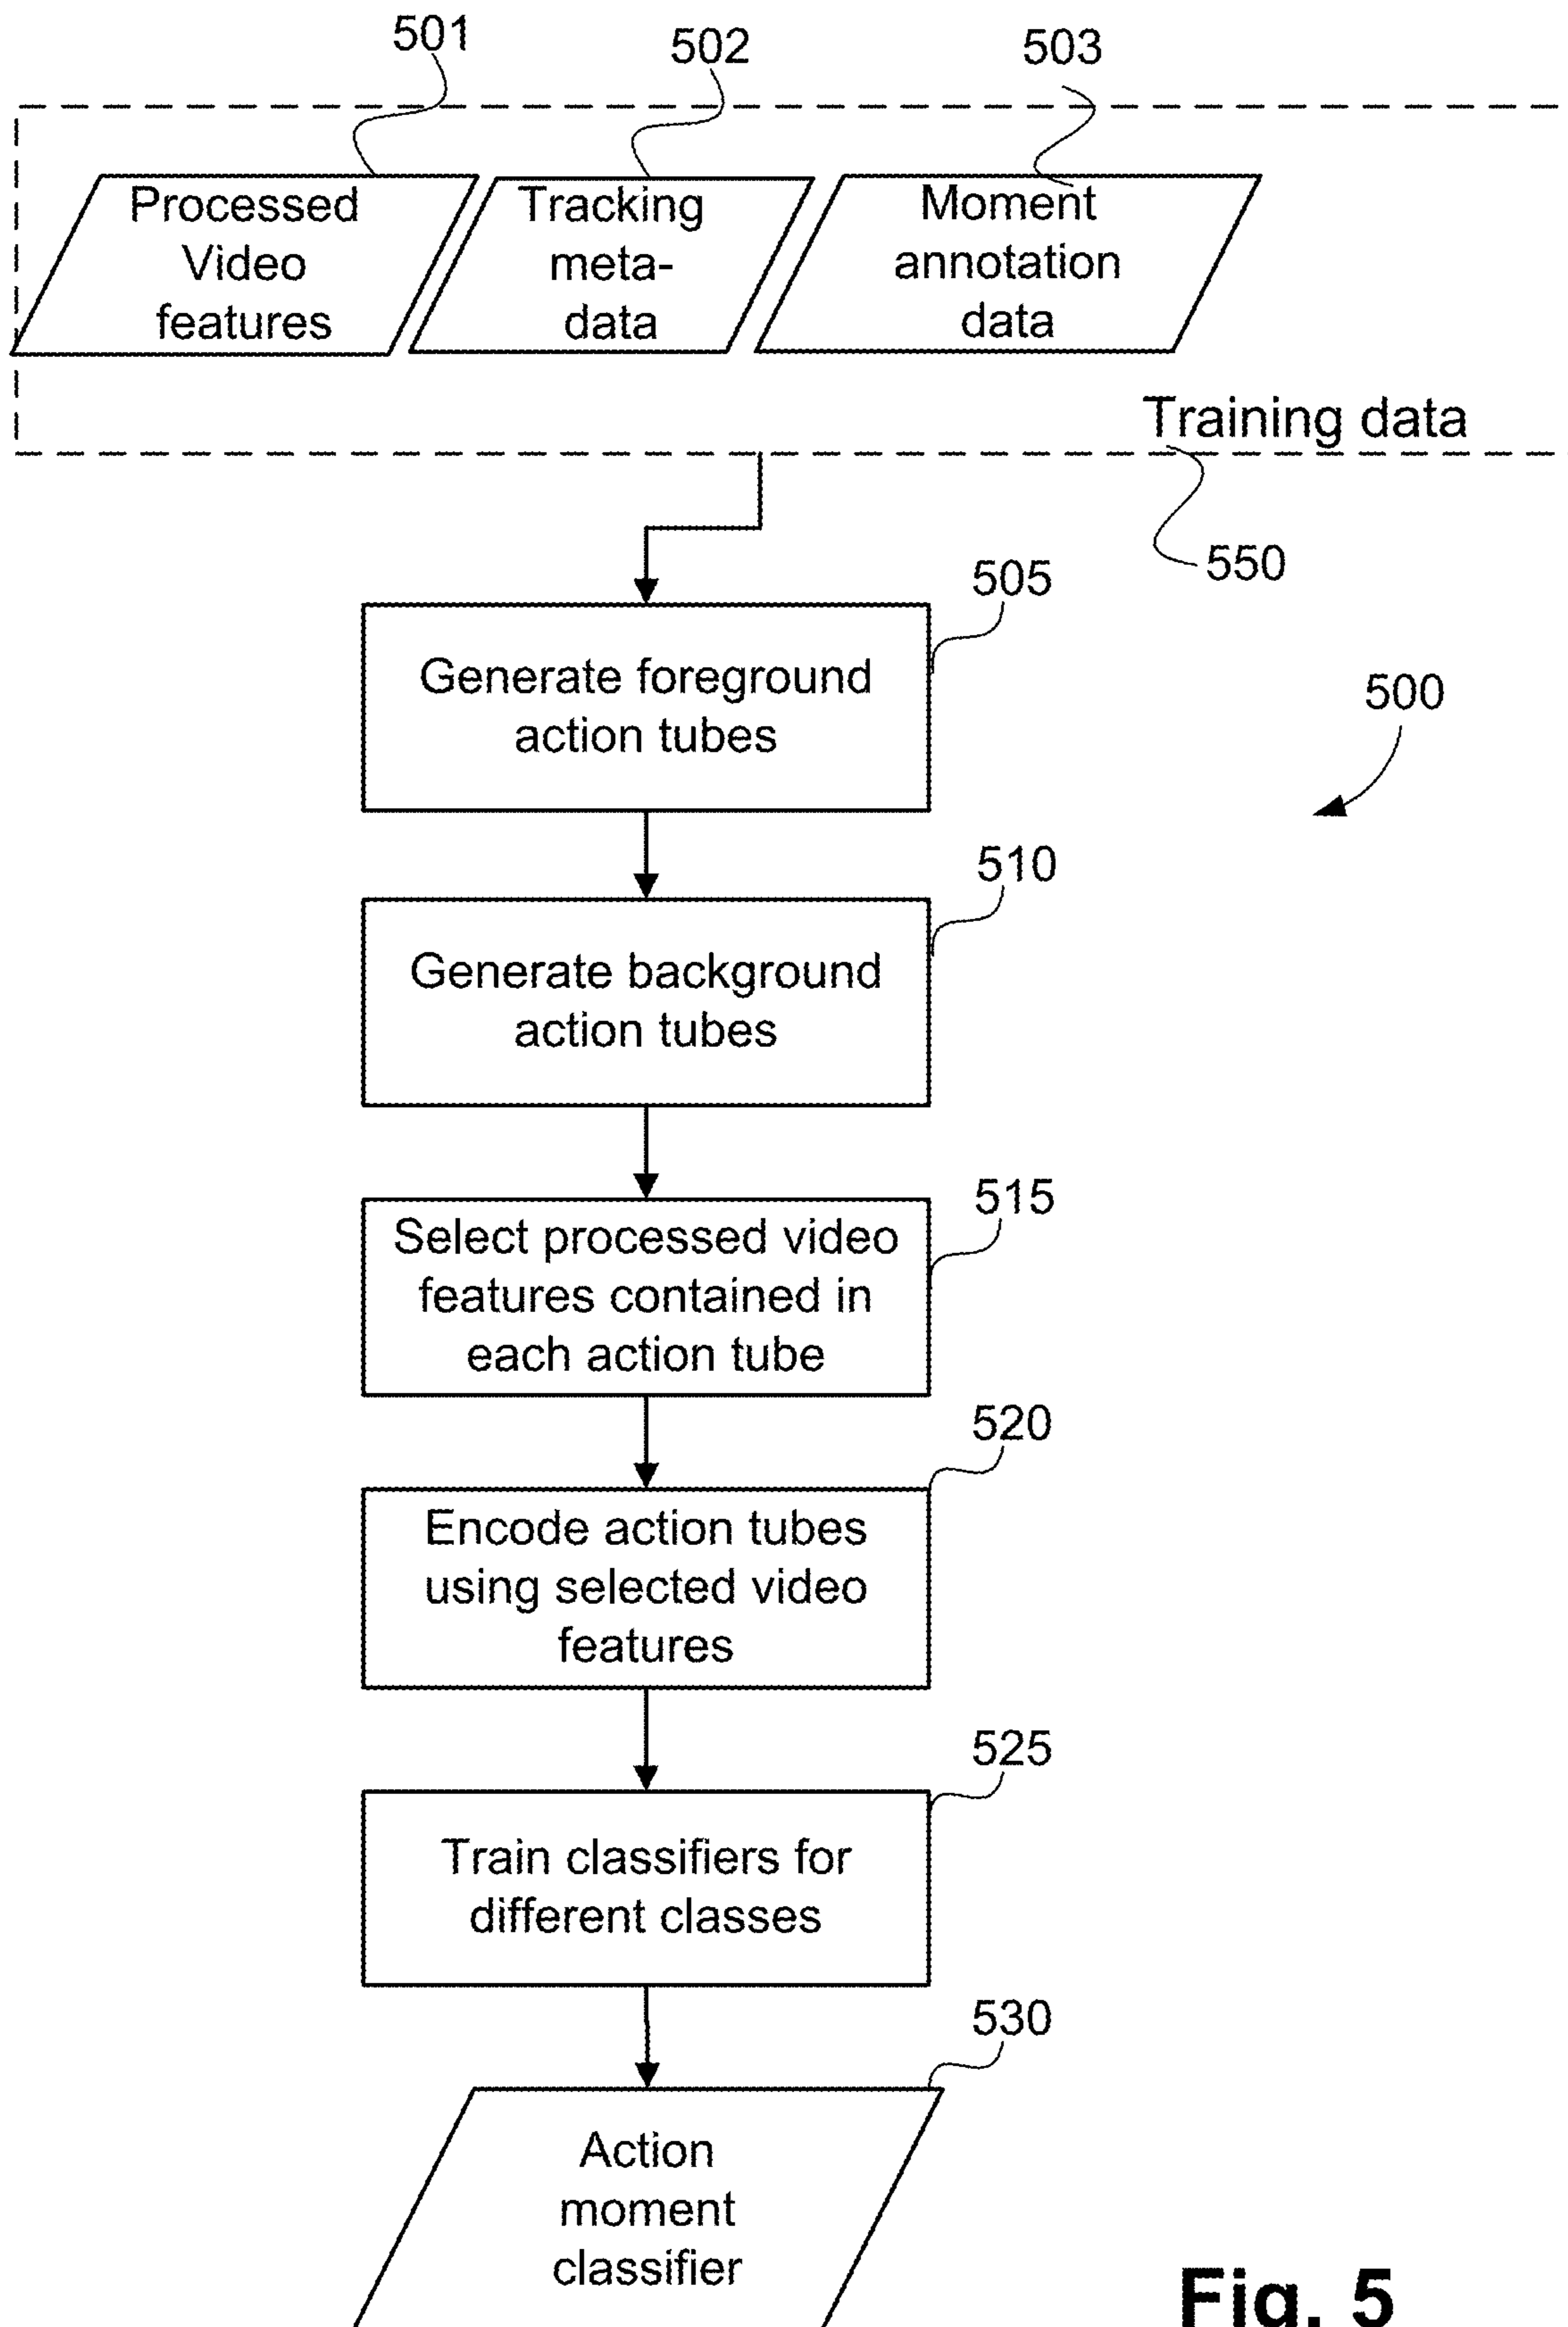 501
502
503
Processed
Video
features
Tracking
meta-
data
Moment
annotation
data
Training data
550
505
Generate foreground
action tubes
500
510
Generate background
action tubes
515
Select processed video
features contained in
each action tube
520
Encode action tubes
using selected video
features
525
Train classifiers for
different classes
530
Action
moment
classifier
Fig. 5